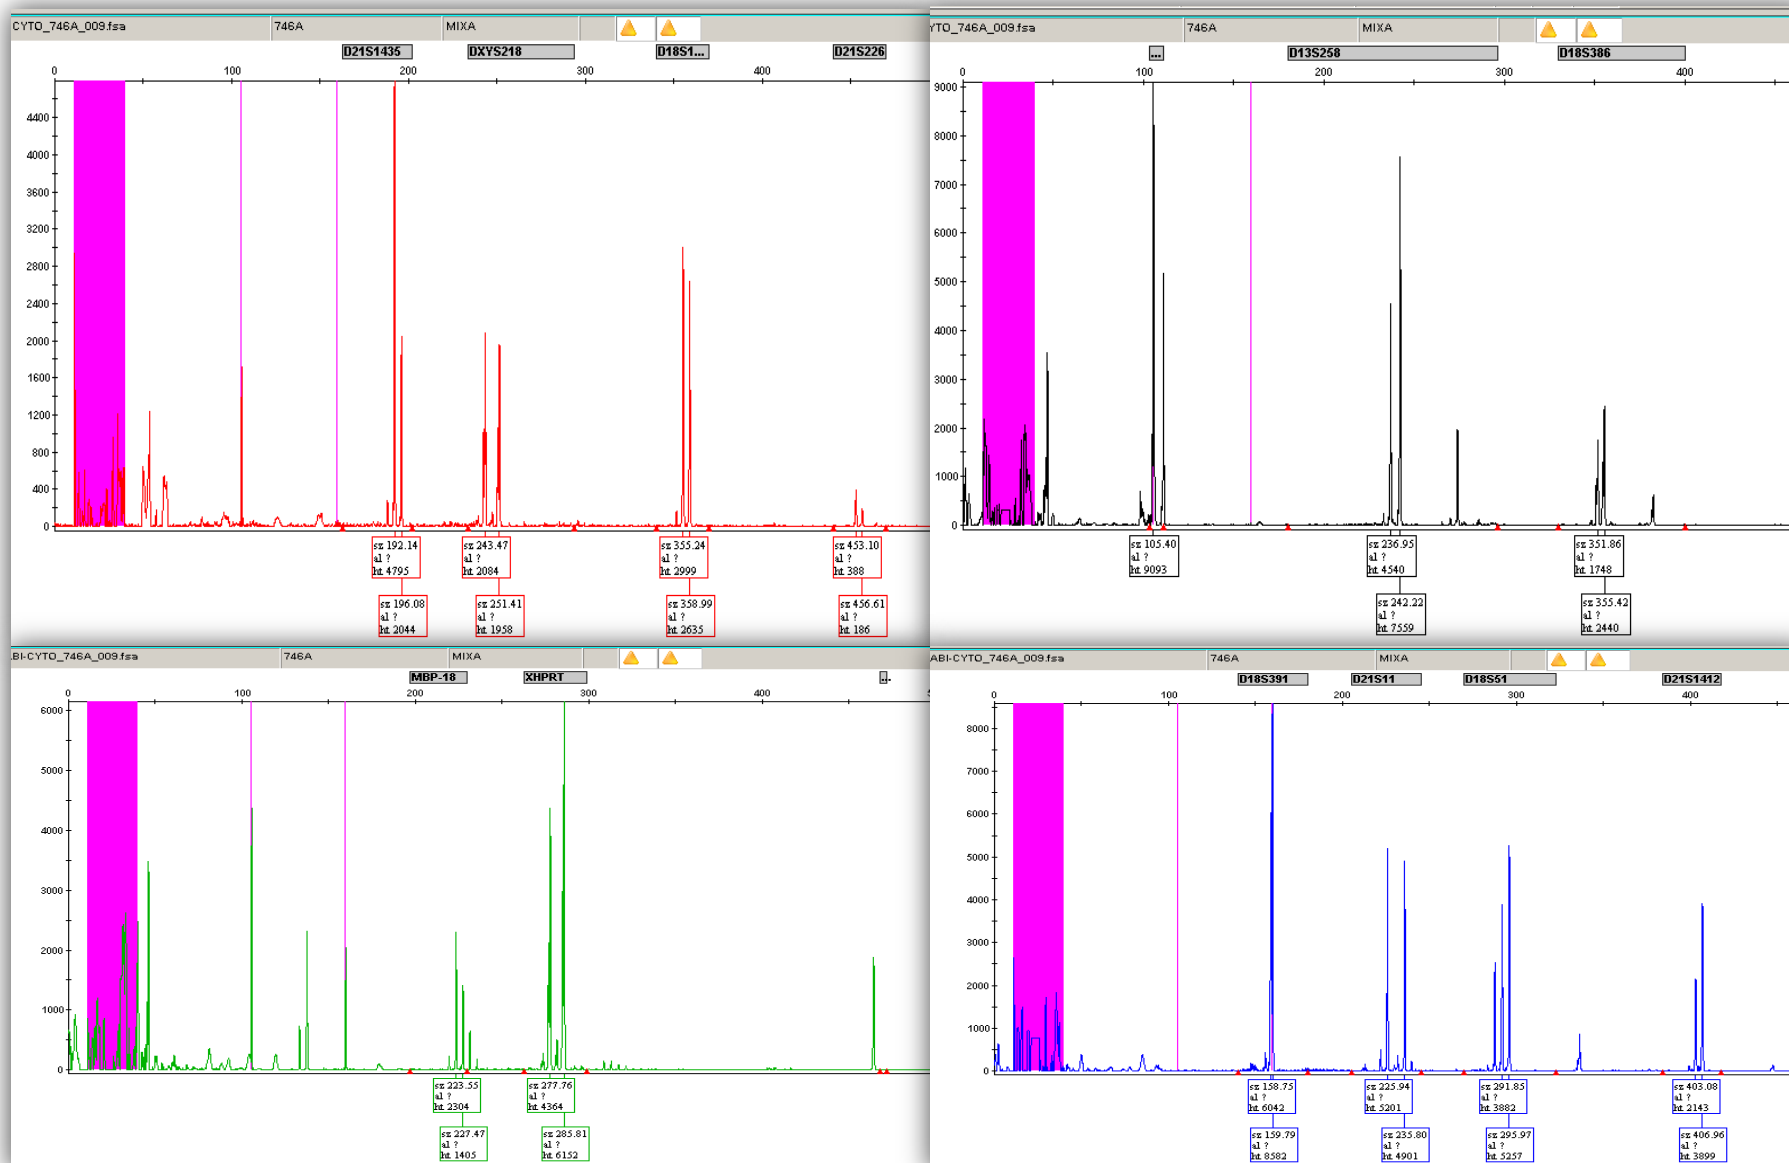 CYTO_746A_009.fsa 746A MIXA
D21S1435 DXYS218 D18S1... D21S226
0 100 200 300 400
4400
4000
3600
3200
2800
2400
2000
1600
1200
800
400
0
sz 192.14 sz 243.47 sz 355.24 sz 453.10
al ? al ? al ? al ?
ht 4795 ht 2084 ht 2999 ht 388
sz 196.08 sz 251.41 sz 358.99 sz 456.61
al ? al ? al ? al ?
ht 2044 ht 1958 ht 2635 ht 186
YTO_746A_009.fsa 746A MIXA
... D13S258 D18S386
0 100 200 300 400
9000
8000
7000
6000
5000
4000
3000
2000
1000
0
sz 105.40 sz 236.95 sz 351.86
al ? al ? al ?
ht 9093 ht 4540 ht 1748
sz 242.22 sz 355.42
al ? al ?
ht 7559 ht 2440
BI-CYTO_746A_009.fsa 746A MIXA
MBP-18 XHPRT ...
0 100 200 300 400
6000
5000
4000
3000
2000
1000
0
sz 223.55 sz 277.76
al ? al ?
ht 2304 ht 4364
sz 227.47 sz 285.81
al ? al ?
ht 1405 ht 6152
ABI-CYTO_746A_009.fsa 746A MIXA
D18S391 D21S11 D18S51 D21S1412
0 100 200 300 400
8000
7000
6000
5000
4000
3000
2000
1000
0
sz 158.75 sz 225.94 sz 291.85 sz 403.08
al ? al ? al ? al ?
ht 6042 ht 5201 ht 3882 ht 2143
sz 159.79 sz 235.80 sz 295.97 sz 406.96
al ? al ? al ? al ?
ht 8582 ht 4901 ht 5257 ht 3899